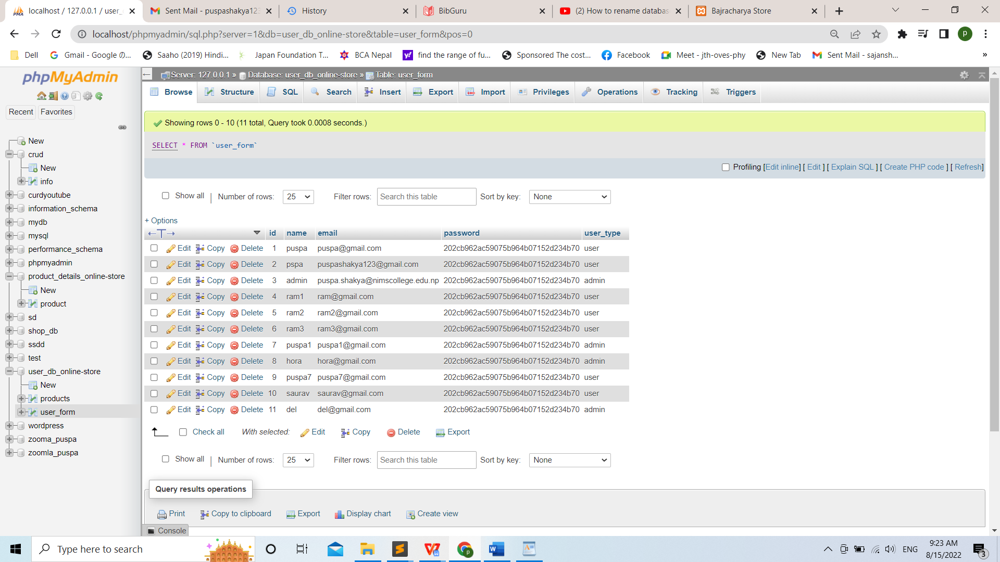 localhost / 127.0.0.1 / user_
Sent Mail - puspashakya123
History
BibGuru
(2) How to rename databas
Bajracharya Store
localhost/phpmyadmin/sql.php?server=1&db=user_db_online-store&table=user_form&pos=0
p
Dell
Gmail - Google の...
Saaho (2019) Hindi...
Japan Foundation T...
BCA Nepal
find the range of fu...
Sponsored The cost...
Facebook
Meet - jth-oves-phy
New Tab
Sent Mail - sajansh...
»
phpMyAdmin
Recent
Favorites
New
crud
New
info
curdyoutube
information_schema
mydb
mysql
performance_schema
phpmyadmin
product_details_online-store
New
product
sd
shop_db
ssdd
test
user_db_online-store
New
products
user_form
wordpress
zooma_puspa
zoomla_puspa
Server: 127.0.0.1 » Database: user_db_online-store » Table: user_form
Browse Structure SQL Search Insert Export Import Privileges Operations Tracking Triggers
Showing rows 0 - 10 (11 total, Query took 0.0008 seconds.)
SELECT * FROM `user_form`
Profiling [Edit inline] [ Edit ] [ Explain SQL ] [ Create PHP code ] [ Refresh]
Show all | Number of rows: 25 Filter rows: Search this table Sort by key: None
+ Options
←T→ id name email password user_type
Edit Copy Delete 1 puspa puspa@gmail.com 202cb962ac59075b964b07152d234b70 user
Edit Copy Delete 2 pspa puspashakya123@gmail.com 202cb962ac59075b964b07152d234b70 user
Edit Copy Delete 3 admin puspa.shakya@nimscollege.edu.np 202cb962ac59075b964b07152d234b70 admin
Edit Copy Delete 4 ram1 ram@gmail.com 202cb962ac59075b964b07152d234b70 user
Edit Copy Delete 5 ram2 ram2@gmail.com 202cb962ac59075b964b07152d234b70 user
Edit Copy Delete 6 ram3 ram3@gmail.com 202cb962ac59075b964b07152d234b70 user
Edit Copy Delete 7 puspa1 puspa1@gmail.com 202cb962ac59075b964b07152d234b70 admin
Edit Copy Delete 8 hora hora@gmail.com 202cb962ac59075b964b07152d234b70 admin
Edit Copy Delete 9 puspa7 puspa7@gmail.com 202cb962ac59075b964b07152d234b70 user
Edit Copy Delete 10 saurav saurav@gmail.com 202cb962ac59075b964b07152d234b70 user
Edit Copy Delete 11 del del@gmail.com 202cb962ac59075b964b07152d234b70 admin
Check all With selected: Edit Copy Delete Export
Show all | Number of rows: 25 Filter rows: Search this table Sort by key: None
Query results operations
Print Copy to clipboard Export Display chart Create view
Console
Type here to search
ENG
9:23 AM
8/15/2022
3